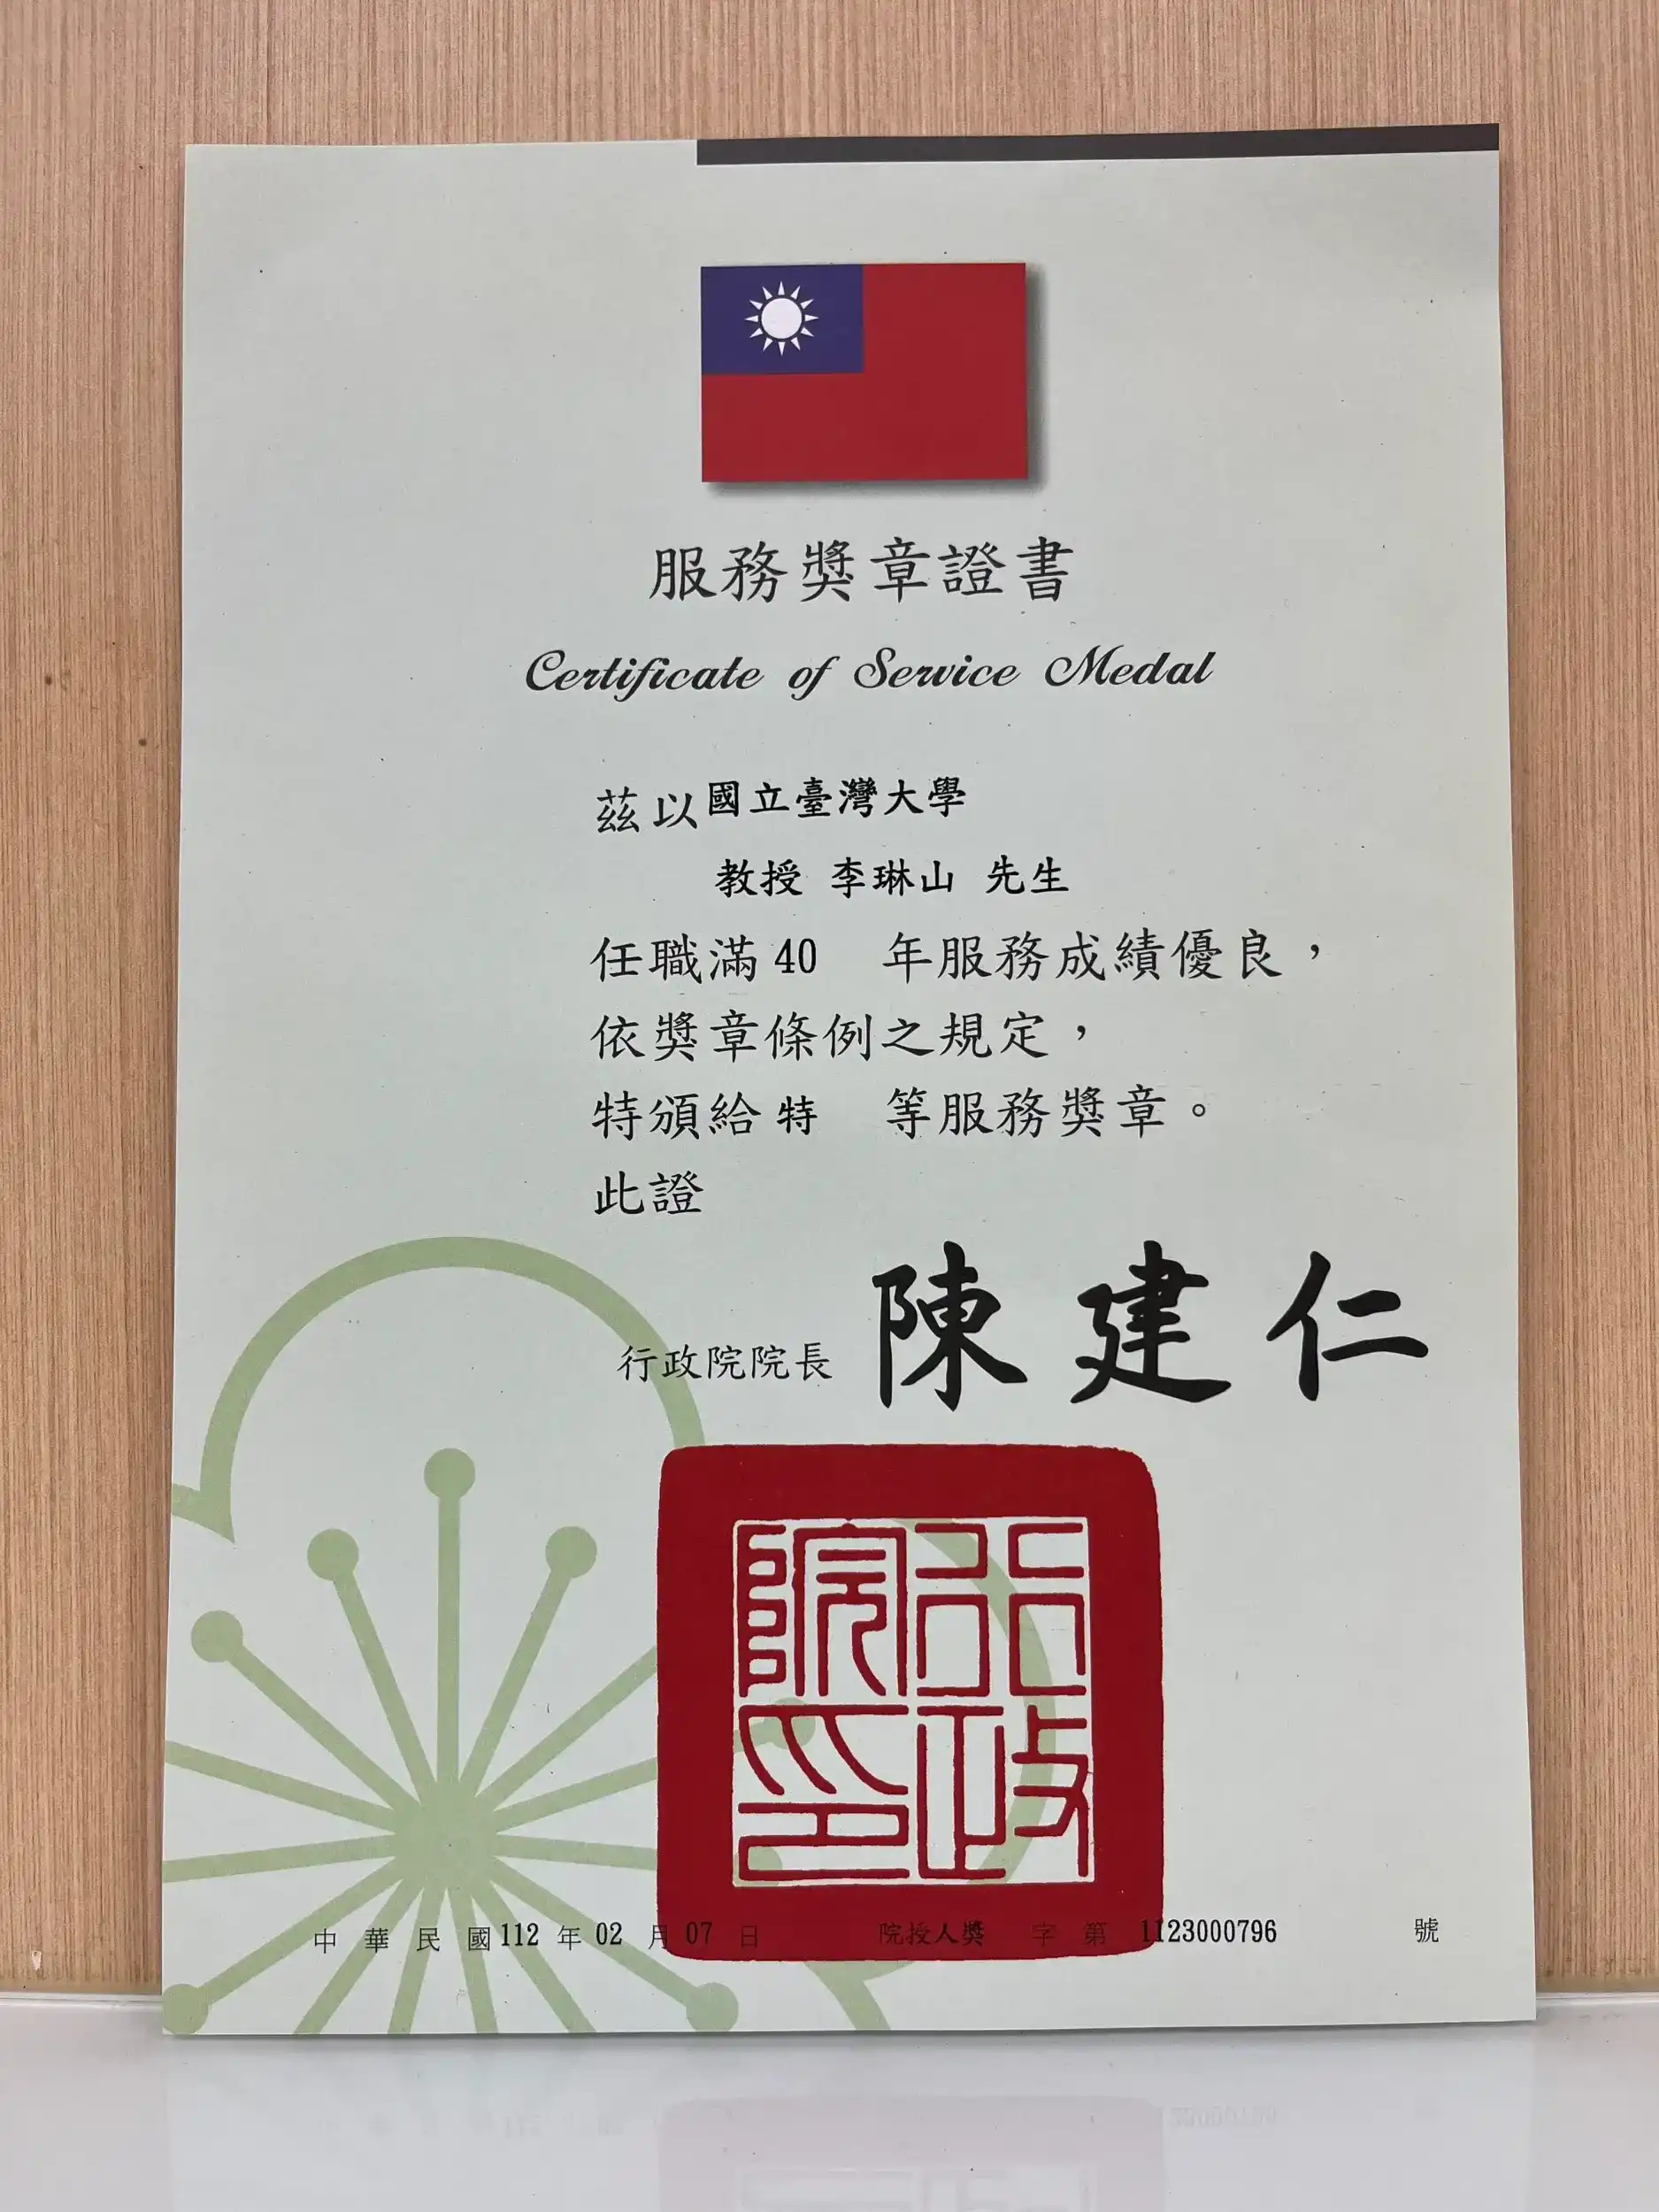 服務獎章證書
Certificate of Service Medal
茲以國立臺灣大學
教授 李琳山 先生
任職滿40 年服務成績優良，
依獎章條例之規定，
特頒給特 等服務獎章。
此證
行政院院長 陳建仁
行政院印
中華民國112年02月07日 院授人獎 字第 1123000796 號